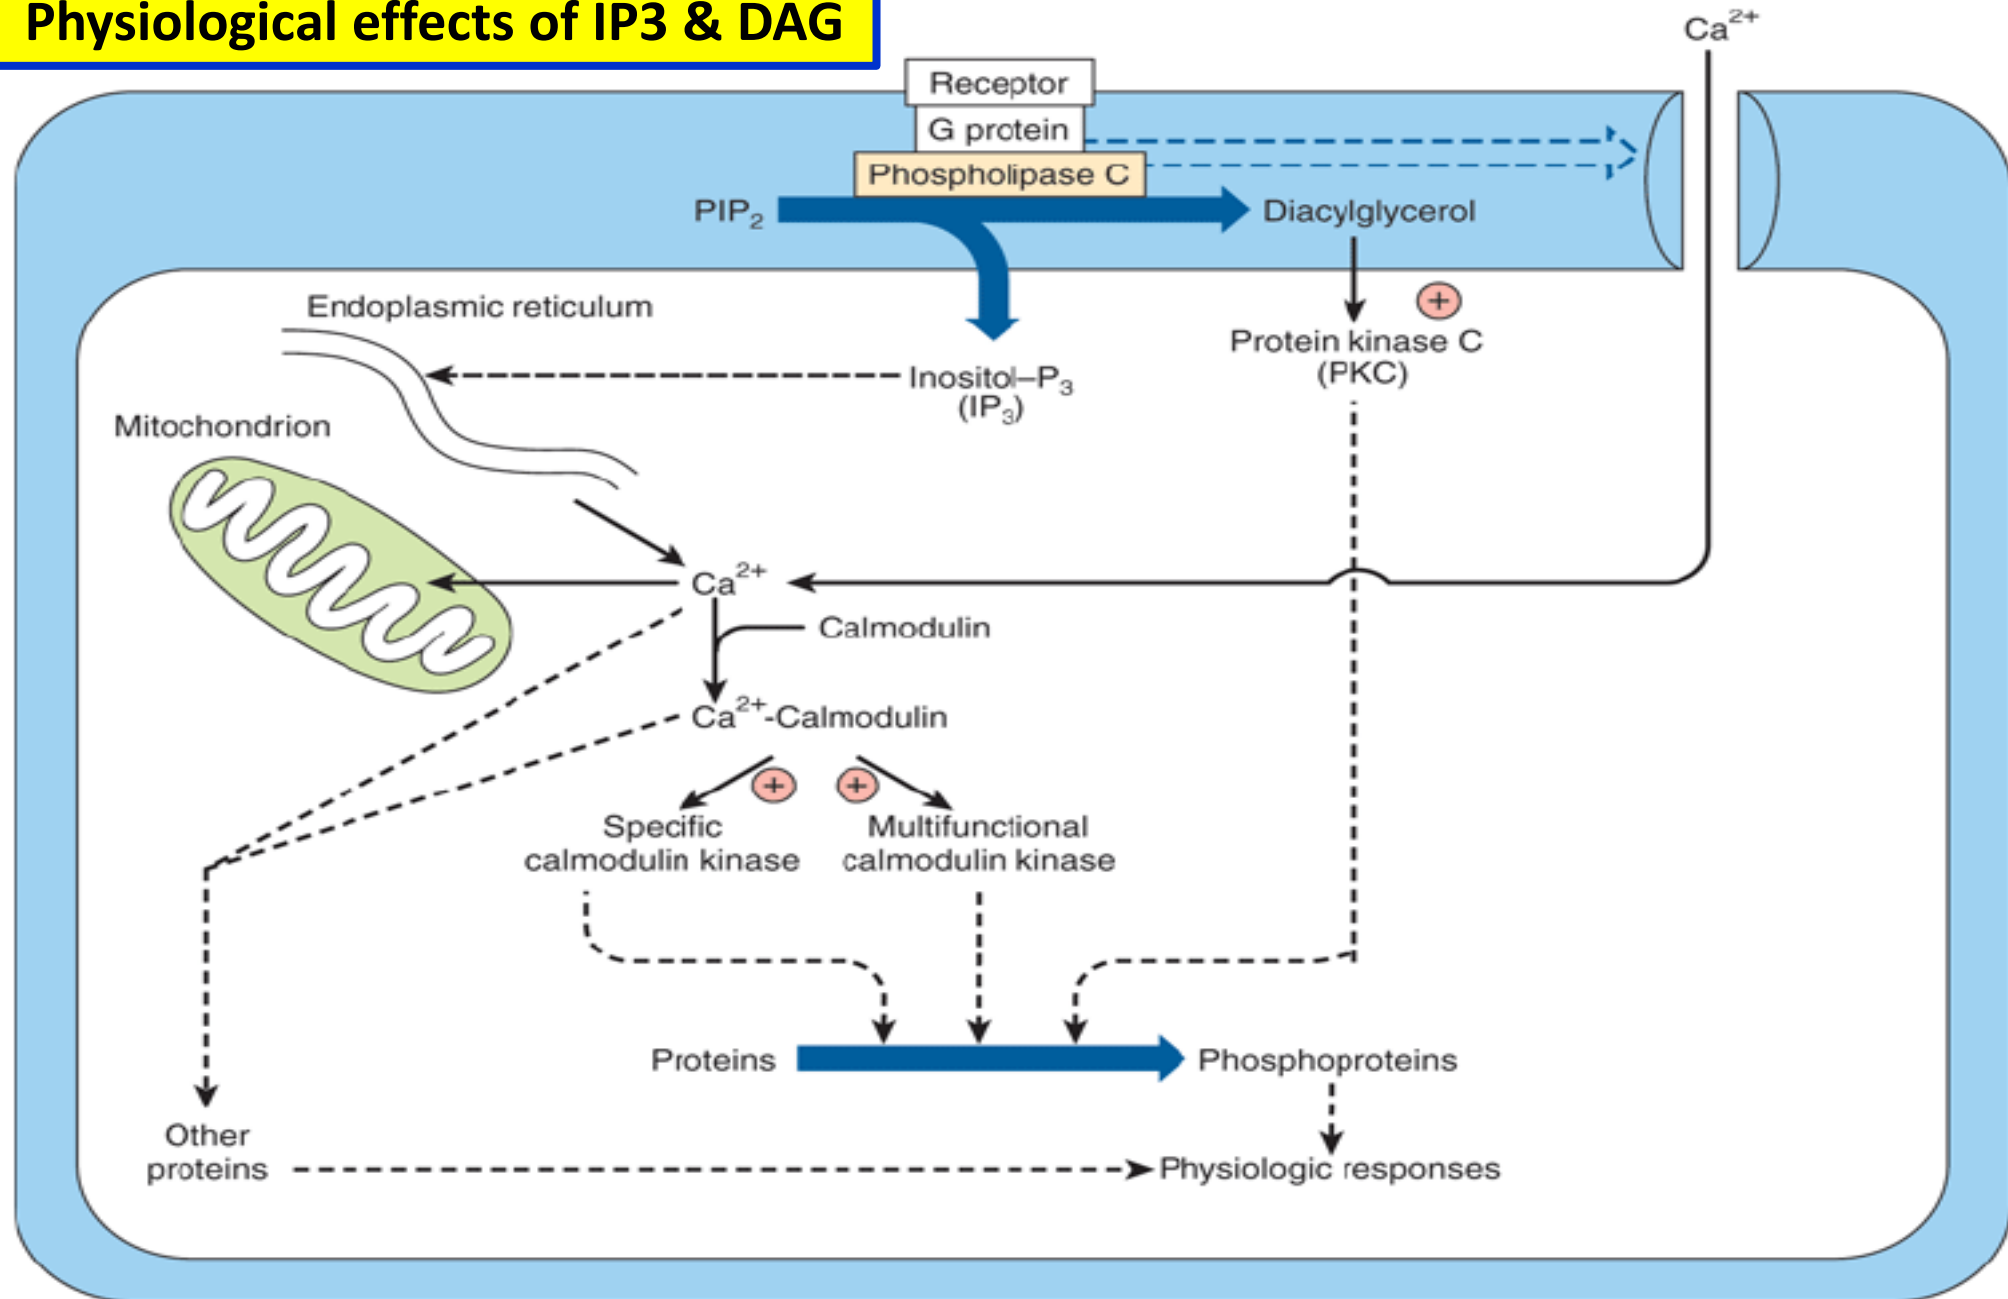 Physiological effects of IP3 & DAG
Ca²⁺
Receptor
G protein
Phospholipase C
PIP₂
Diacylglycerol
Endoplasmic reticulum
Protein kinase C
(PKC)
Inositol–P₃
(IP₃)
Mitochondrion
Ca²⁺
Calmodulin
Ca²⁺-Calmodulin
+
+
+
Specific
calmodulin kinase
Multifunctional
calmodulin kinase
Proteins
Phosphoproteins
Other
proteins
Physiologic responses